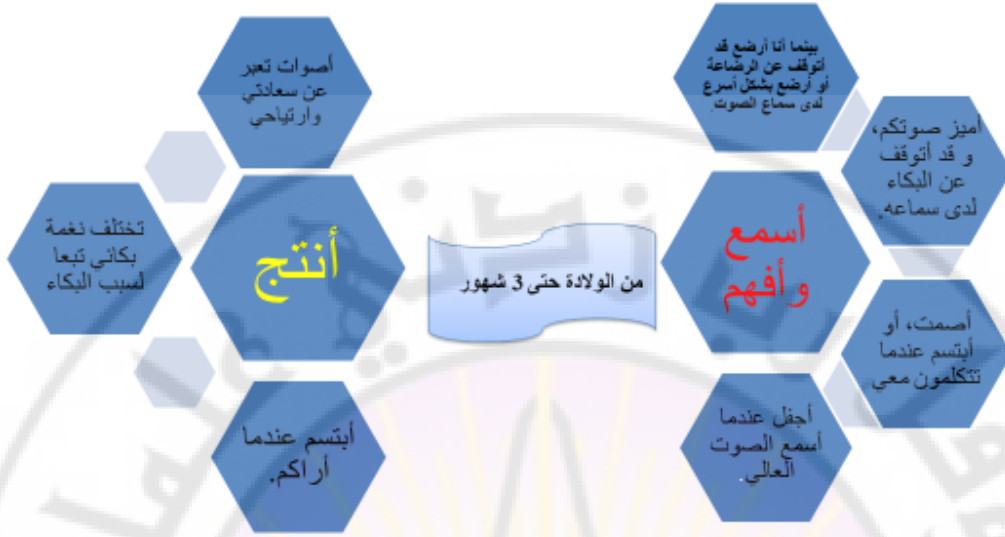 من الولادة حتى 3 شهور
أسمع
وأفهم
بينما أنا أرضع قد
أتوقف عن الرضاعة
أو أرضع بشكل أسرع
لدى سماع الصوت.
أميز صوتكم،
و قد أتوقف
عن البكاء
لدى سماعه.
أصمت، أو
أبتسم عندما
تتكلمون معي
أجفل عندما
أسمع الصوت
العالي.
أنتج
أصوات تعبر
عن سعادتي
وارتياحي
تختلف نغمة
بكائي تبعا
لسبب البكاء
أبتسم عندما
أراكم.